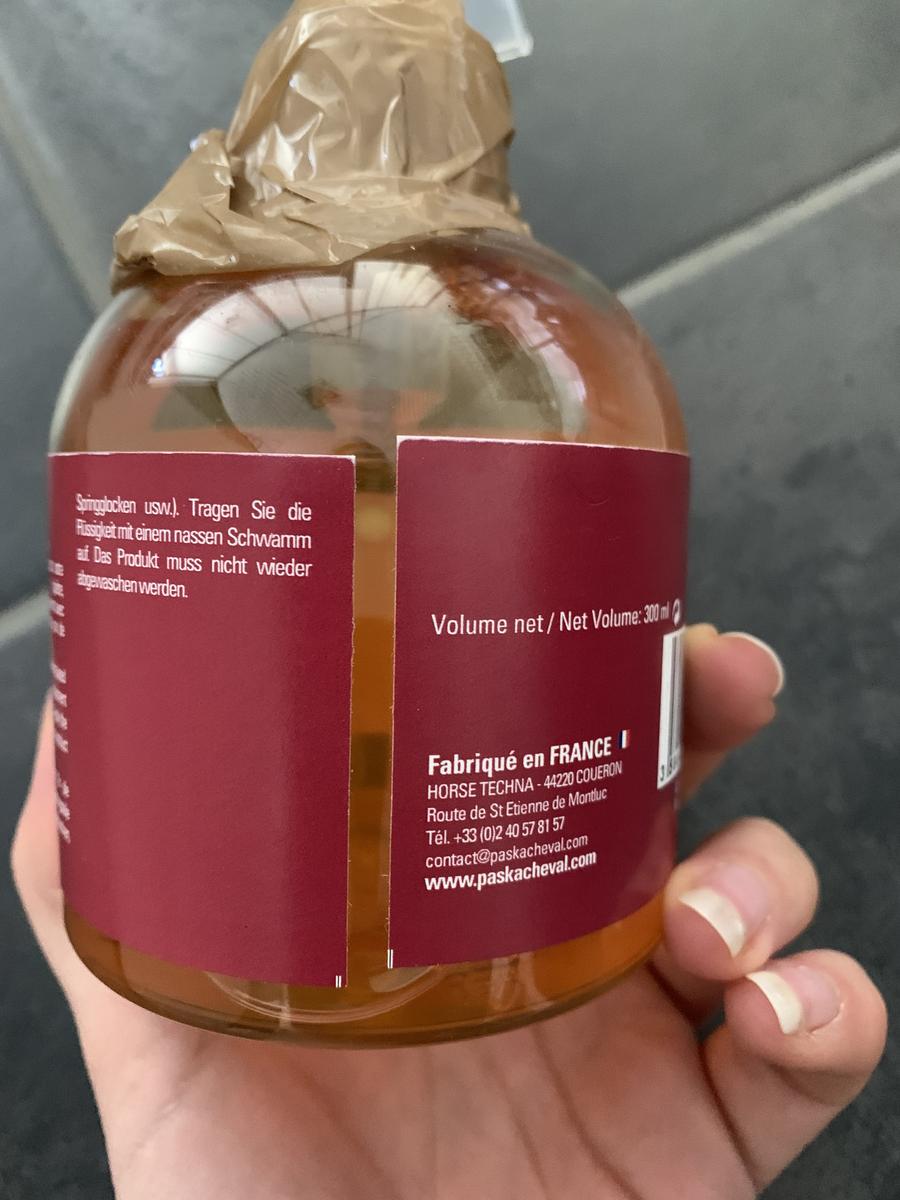 Springglocken usw.). Tragen Sie die
Flüssigkeit mit einem nassen Schwamm
auf. Das Produkt muss nicht wieder
abgewaschen werden.
Volume net / Net Volume: 300 ml
Fabriqué en FRANCE
HORSE TECHNA - 44220 COUERON
Route de St Etienne de Montluc
Tél. +33 (0)2 40 57 81 57
contact@paskacheval.com
www.paskacheval.com